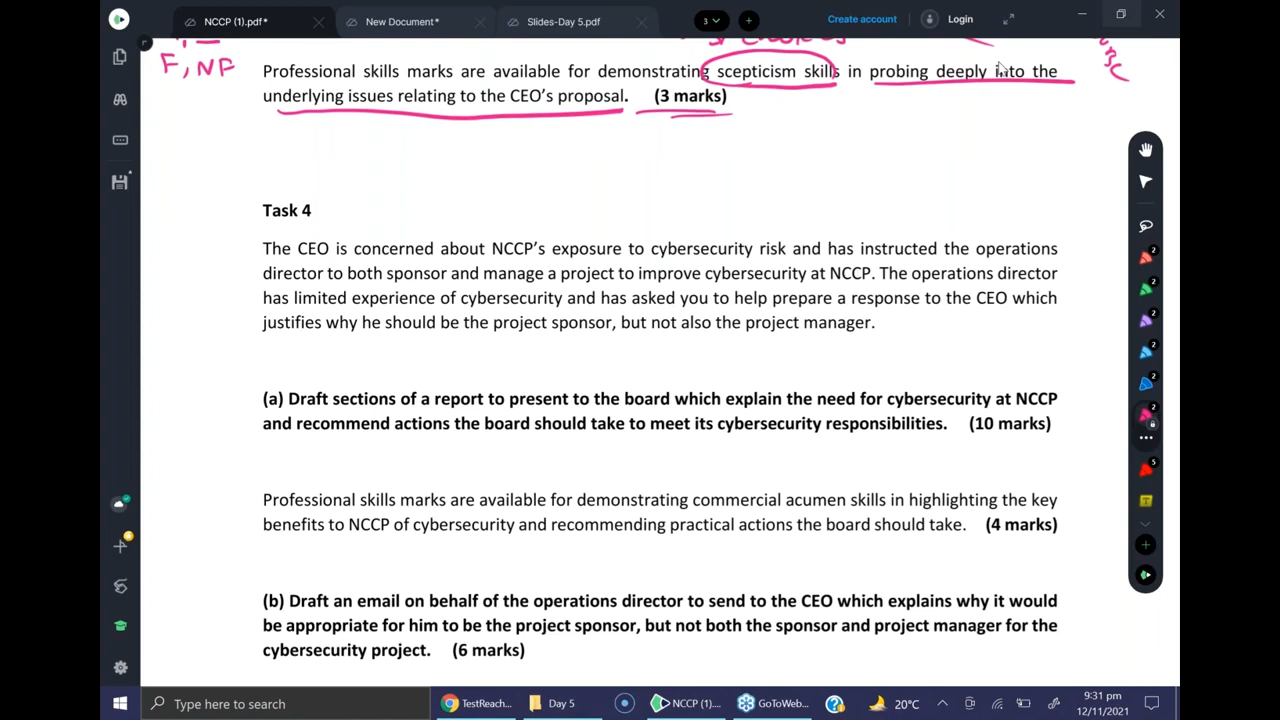 NCCP (1).pdf*
New Document*
Slides-Day 5.pdf
3
Create account
Login
F, NF
Professional skills marks are available for demonstrating scepticism skills in probing deeply into the
underlying issues relating to the CEO's proposal. (3 marks)
Task 4
The CEO is concerned about NCCP's exposure to cybersecurity risk and has instructed the operations
director to both sponsor and manage a project to improve cybersecurity at NCCP. The operations director
has limited experience of cybersecurity and has asked you to help prepare a response to the CEO which
justifies why he should be the project sponsor, but not also the project manager.
(a) Draft sections of a report to present to the board which explain the need for cybersecurity at NCCP
and recommend actions the board should take to meet its cybersecurity responsibilities. (10 marks)
Professional skills marks are available for demonstrating commercial acumen skills in highlighting the key
benefits to NCCP of cybersecurity and recommending practical actions the board should take. (4 marks)
(b) Draft an email on behalf of the operations director to send to the CEO which explains why it would
be appropriate for him to be the project sponsor, but not both the sponsor and project manager for the
cybersecurity project. (6 marks)
2
2
2
2
2
2
5
T
Type here to search
TestReach...
Day 5
NCCP (1)....
GoToWeb...
20°C
9:31 pm
12/11/2021